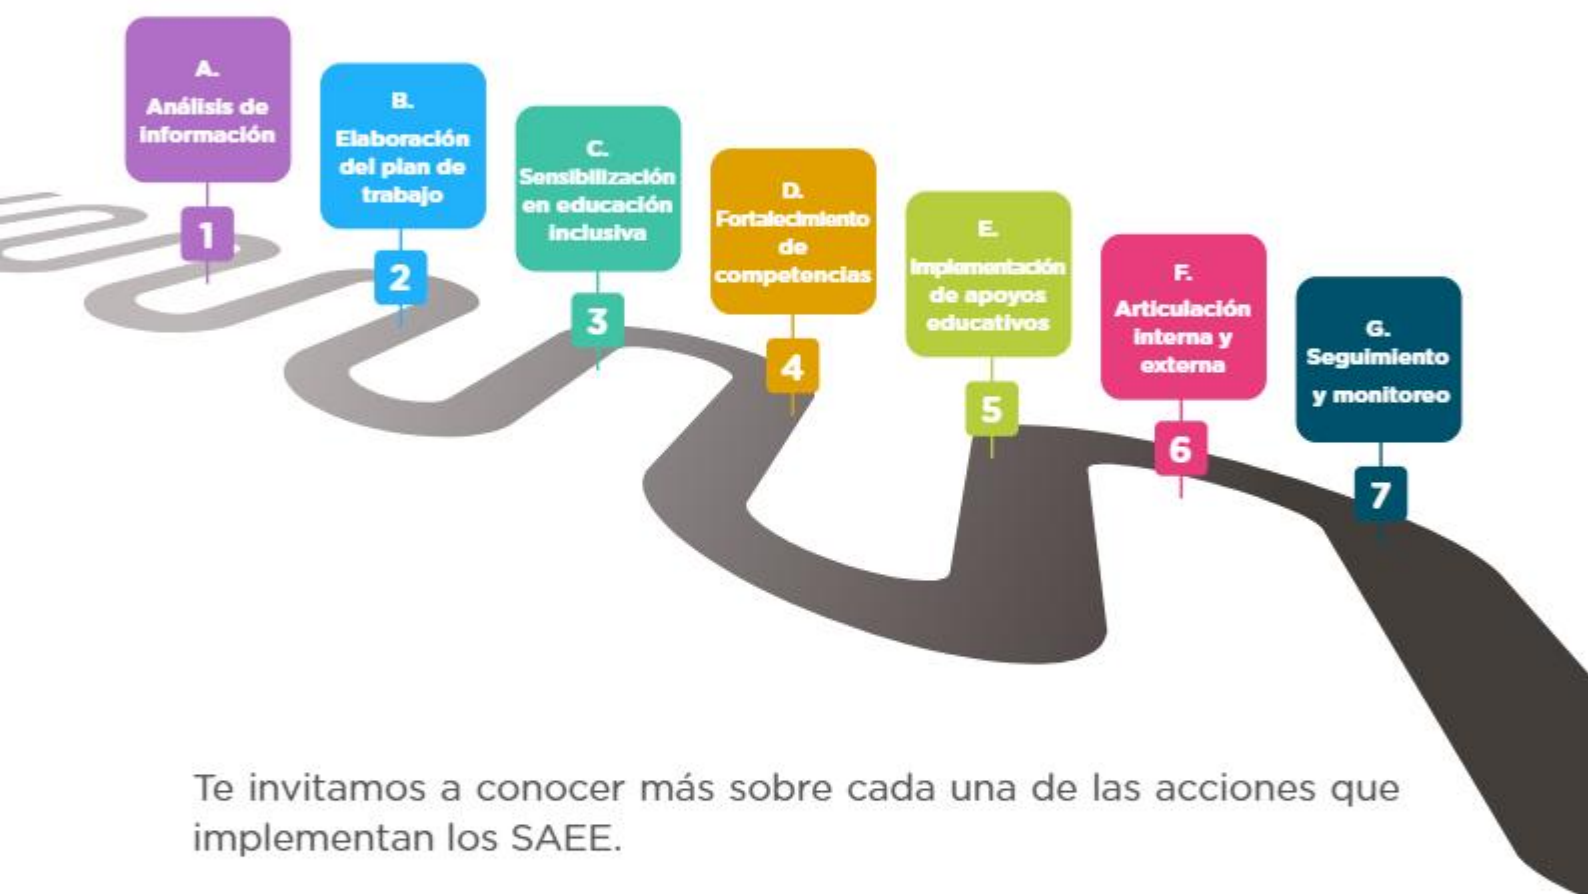 A.
Análisis de
información
1
B.
Elaboración
del plan de
trabajo
2
C.
Sensibilización
en educación
inclusiva
3
D.
Fortalecimiento
de
competencias
4
E.
Implementación
de apoyos
educativos
5
F.
Articulación
interna y
externa
6
G.
Seguimiento
y monitoreo
7
Te invitamos a conocer más sobre cada una de las acciones que
implementan los SAEE.